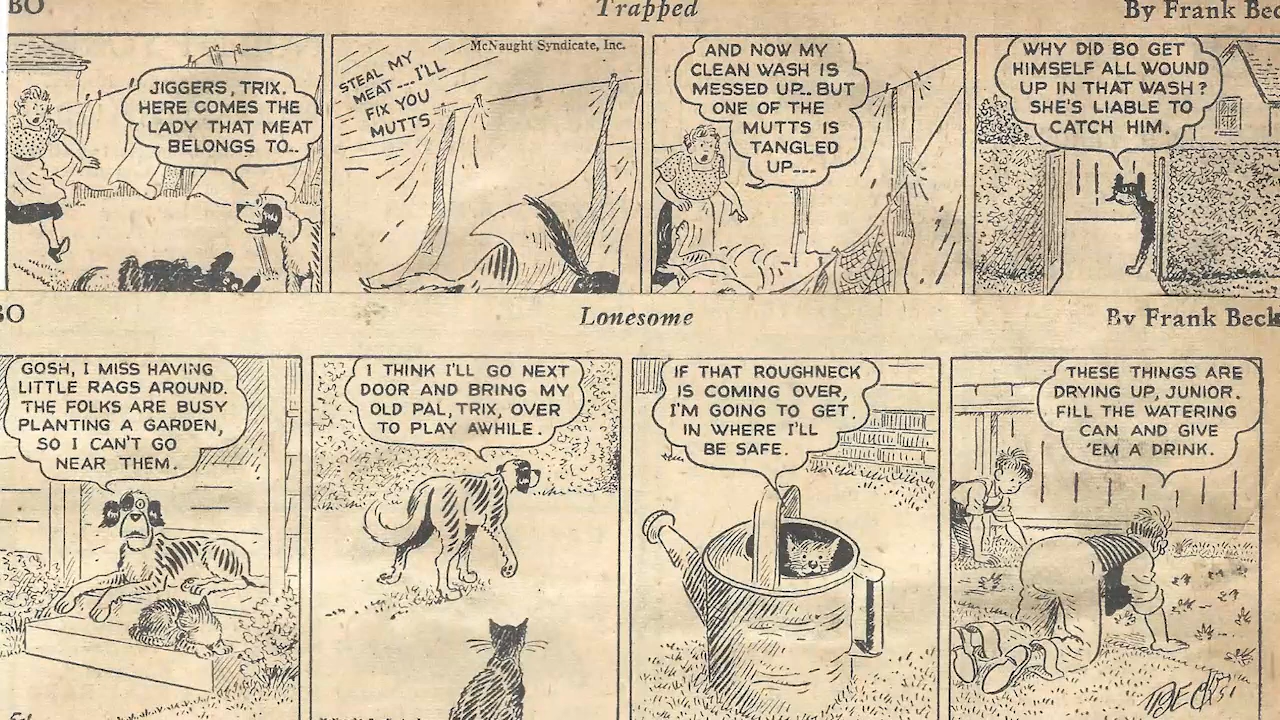 BO
Trapped
By Frank Bec
JIGGERS, TRIX.
HERE COMES THE
LADY THAT MEAT
BELONGS TO..
McNaught Syndicate, Inc.
STEAL MY
MEAT...I'LL
FIX YOU
MUTTS
AND NOW MY
CLEAN WASH IS
MESSED UP.. BUT
ONE OF THE
MUTTS IS
TANGLED
UP---
WHY DID BO GET
HIMSELF ALL WOUND
UP IN THAT WASH?
SHE'S LIABLE TO
CATCH HIM.
BO
Lonesome
By Frank Beck
GOSH, I MISS HAVING
LITTLE RAGS AROUND.
THE FOLKS ARE BUSY
PLANTING A GARDEN,
SO I CAN'T GO
NEAR THEM.
I THINK I'LL GO NEXT
DOOR AND BRING MY
OLD PAL, TRIX, OVER
TO PLAY AWHILE.
IF THAT ROUGHNECK
IS COMING OVER,
I'M GOING TO GET
IN WHERE I'LL
BE SAFE.
THESE THINGS ARE
DRYING UP, JUNIOR.
FILL THE WATERING
CAN AND GIVE
'EM A DRINK.